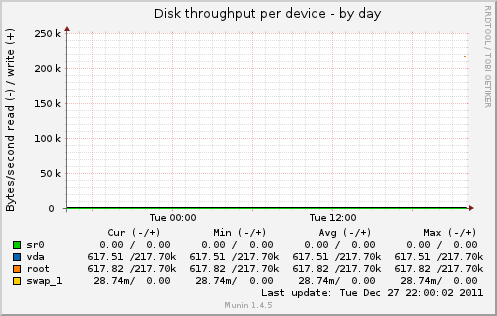 Disk throughput per device - by day
RRDTOOL / TOBI OETIKER
Bytes/second read (-) / write (+)
250 k
200 k
150 k
100 k
50 k
0
Tue 00:00 Tue 12:00
Cur (-/+) Min (-/+) Avg (-/+) Max (-/+)
sr0 0.00 / 0.00 0.00 / 0.00 0.00 / 0.00 0.00 / 0.00
vda 617.51 /217.70k 617.51 /217.70k 617.51 /217.70k 617.51 /217.70k
root 617.82 /217.70k 617.82 /217.70k 617.82 /217.70k 617.82 /217.70k
swap_1 28.74m/ 0.00 28.74m/ 0.00 28.74m/ 0.00 28.74m/ 0.00
Last update: Tue Dec 27 22:00:02 2011
Munin 1.4.5